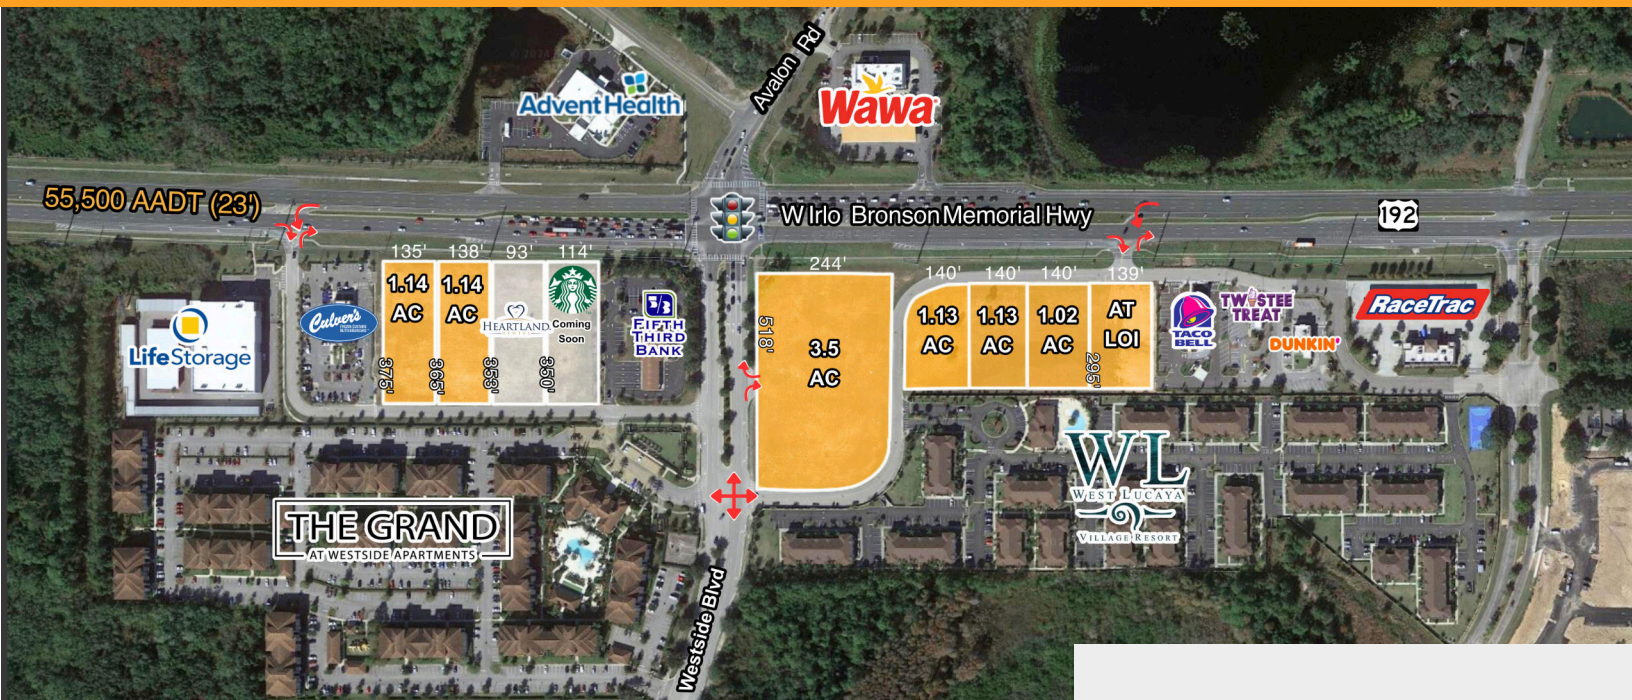 Avalon Rd
AdventHealth
Wawa
55,500 AADT (23')
W Irlo Bronson Memorial Hwy
192
135'
138'
93'
114'
244'
140'
140'
140'
139'
1.14
AC
1.14
AC
HEARTLAND
Coming
Soon
Culver's
LifeStorage
5/3
FIFTH
THIRD
BANK
375'
365'
353'
350'
518'
3.5
AC
1.13
AC
1.13
AC
1.02
AC
AT
LOI
295'
TACO
BELL
TWISTEE
TREAT
DUNKIN'
RaceTrac
THE GRAND
AT WESTSIDE APARTMENTS
WL
WEST LUCAYA
VILLAGE RESORT
Westside Blvd